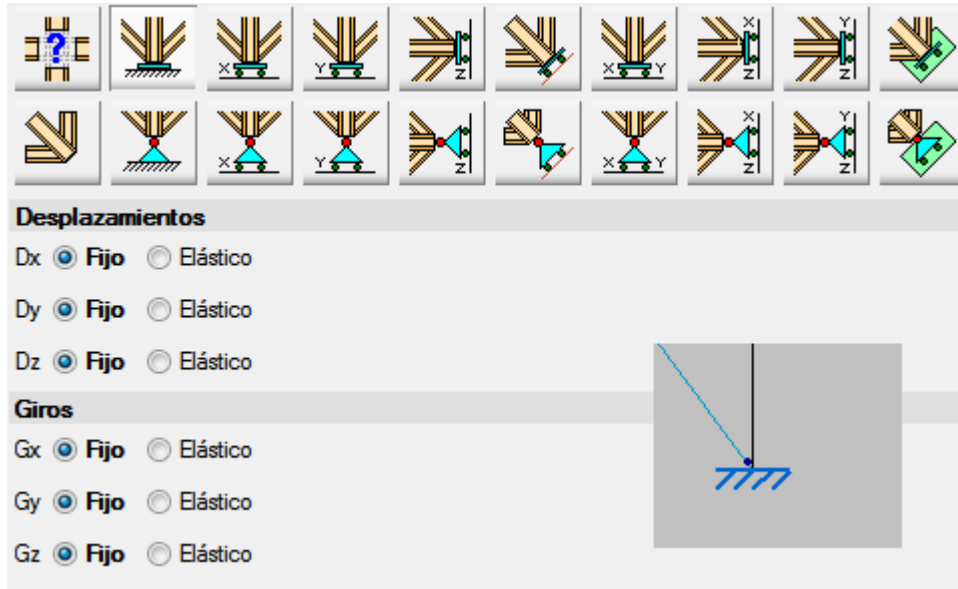 ?
X
Y
Z
X Y
X
Z
Y
Z
X
Y
Z
X Y
X
Z
Y
Z
Desplazamientos
Dx Fijo Elástico
Dy Fijo Elástico
Dz Fijo Elástico
Giros
Gx Fijo Elástico
Gy Fijo Elástico
Gz Fijo Elástico